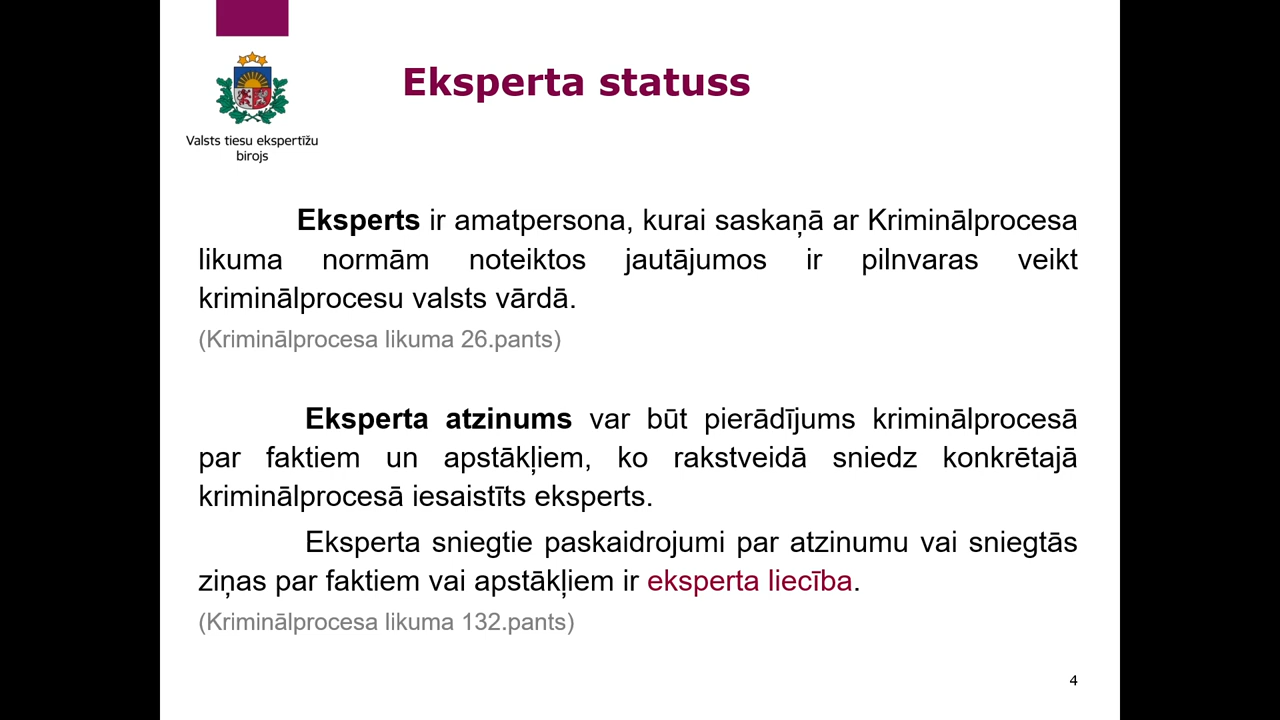 Valsts tiesu ekspertīžu
birojs
Eksperta statuss
Eksperts ir amatpersona, kurai saskaņā ar Kriminālprocesa
likuma normām noteiktos jautājumos ir pilnvaras veikt
kriminālprocesu valsts vārdā.
(Kriminālprocesa likuma 26.pants)
Eksperta atzinums var būt pierādījums kriminālprocesā
par faktiem un apstākļiem, ko rakstveidā sniedz konkrētajā
kriminālprocesā iesaistīts eksperts.
Eksperta sniegtie paskaidrojumi par atzinumu vai sniegtās
ziņas par faktiem vai apstākļiem ir eksperta liecība.
(Kriminālprocesa likuma 132.pants)
4